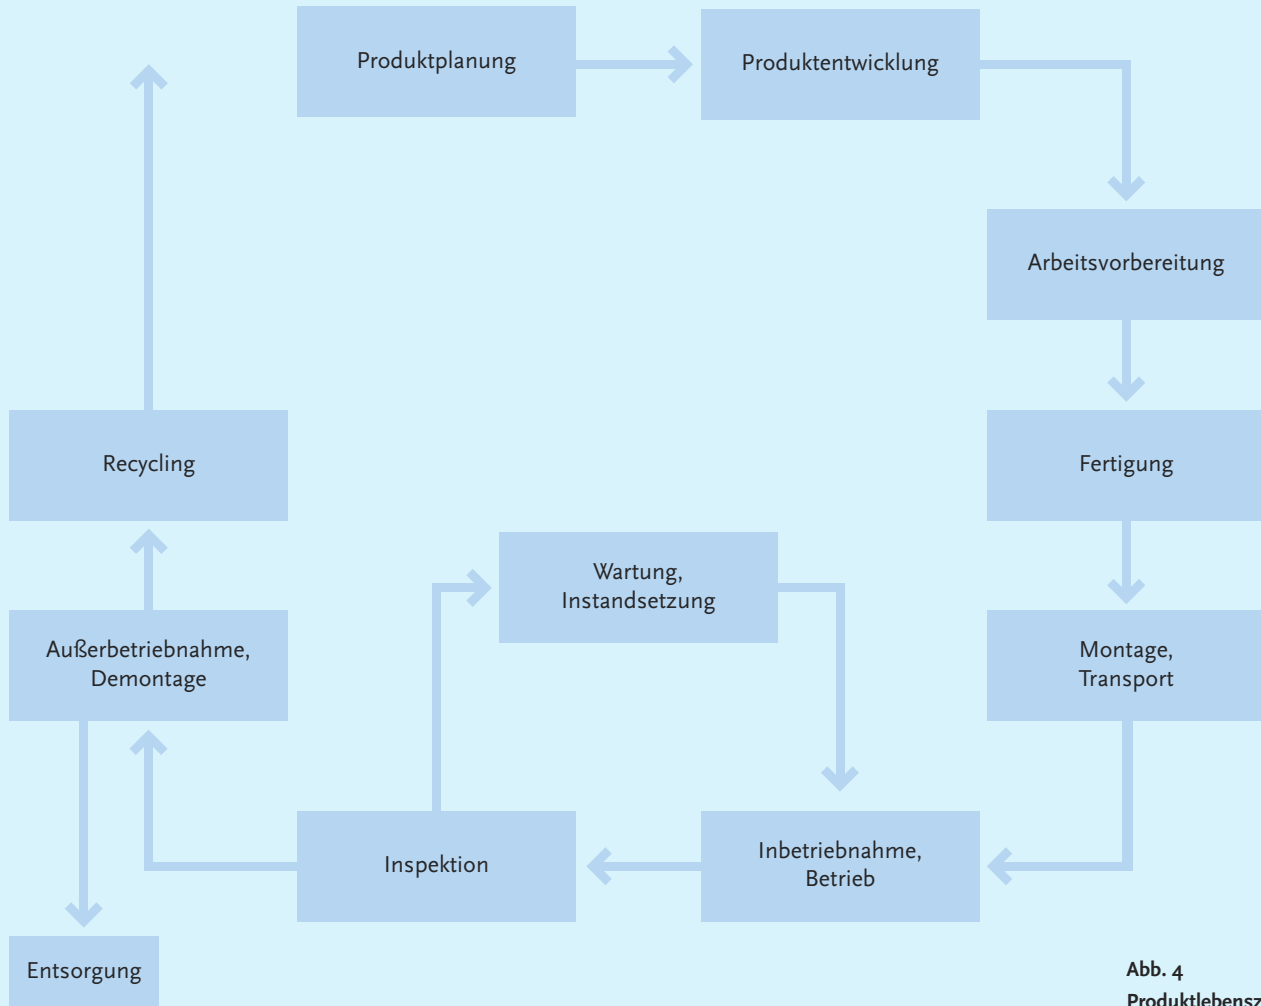 Produktplanung
Produktentwicklung
Arbeitsvorbereitung
Recycling
Fertigung
Wartung,
Instandsetzung
Außerbetriebnahme,
Demontage
Montage,
Transport
Inspektion
Inbetriebnahme,
Betrieb
Entsorgung
Abb. 4